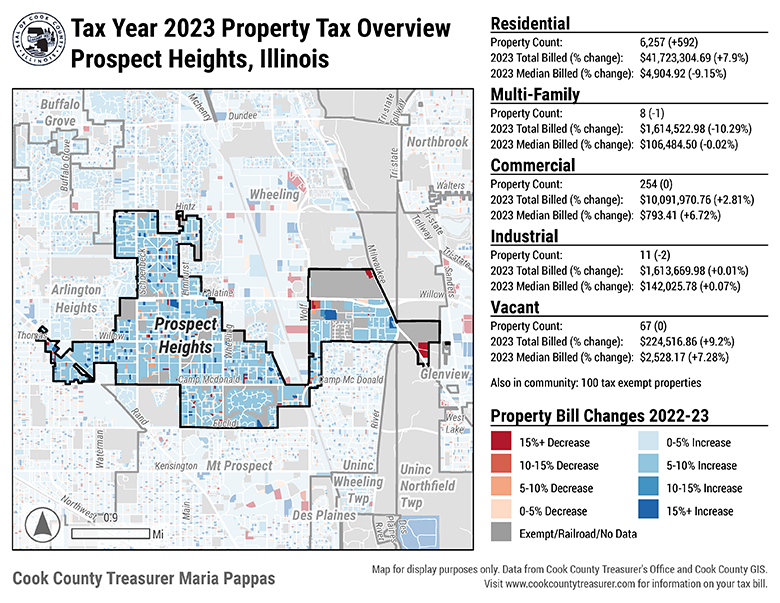 Tax Year 2023 Property Tax Overview
Prospect Heights, Illinois
Residential
Property Count: 6,257 (+592)
2023 Total Billed (% change): $41,723,304.69 (+7.9%)
2023 Median Billed (% change): $4,904.92 (-9.15%)
Multi-Family
Property Count: 8 (-1)
2023 Total Billed (% change): $1,614,522.98 (-10.29%)
2023 Median Billed (% change): $106,484.50 (-0.02%)
Commercial
Property Count: 254 (0)
2023 Total Billed (% change): $10,091,970.76 (+2.81%)
2023 Median Billed (% change): $793.41 (+6.72%)
Industrial
Property Count: 11 (-2)
2023 Total Billed (% change): $1,613,669.98 (+0.01%)
2023 Median Billed (% change): $142,025.78 (+0.07%)
Vacant
Property Count: 67 (0)
2023 Total Billed (% change): $224,516.86 (+9.2%)
2023 Median Billed (% change): $2,528.17 (+7.28%)
Also in community: 100 tax exempt properties
Property Bill Changes 2022-23
15%+ Decrease
10-15% Decrease
5-10% Decrease
0-5% Decrease
Exempt/Railroad/No Data
0-5% Increase
5-10% Increase
10-15% Increase
15%+ Increase
Buffalo
Grove
Mchenry
Dundee
Tri-state
Tollway
Northbrook
Buffalo Grove
Tri-state
Wheeling
Walters
Hintz
Tri-state
Tollway
Schoenbeck
Elmhurst
Milwaukee
Tri-state
Sanders
Arlington
Heights
Palatine
Willow
Wolf
Prospect
Heights
Thomas
Willow
Wheeling
Glenview
Camp Mcdonald
Camp Mc Donald
Rand
Euclid
River
West
Lake
Waterman
Kensington
Mt Prospect
Uninc
Wheeling
Twp
Uninc
Northfield
Twp
Northwest
Main
Des Plaines
Des
Plaines
River
0.9
Mi
Cook County Treasurer Maria Pappas
Map for display purposes only. Data from Cook County Treasurer's Office and Cook County GIS.
Visit www.cookcountytreasurer.com for information on your tax bill.